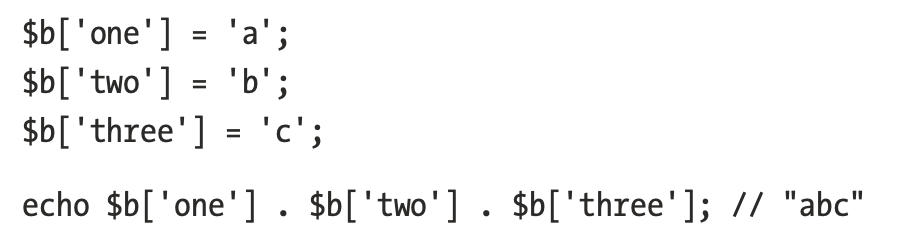 $b['one'] = 'a';
$b['two'] = 'b';
$b['three'] = 'c';
echo $b['one'] . $b['two'] . $b['three']; // "abc"